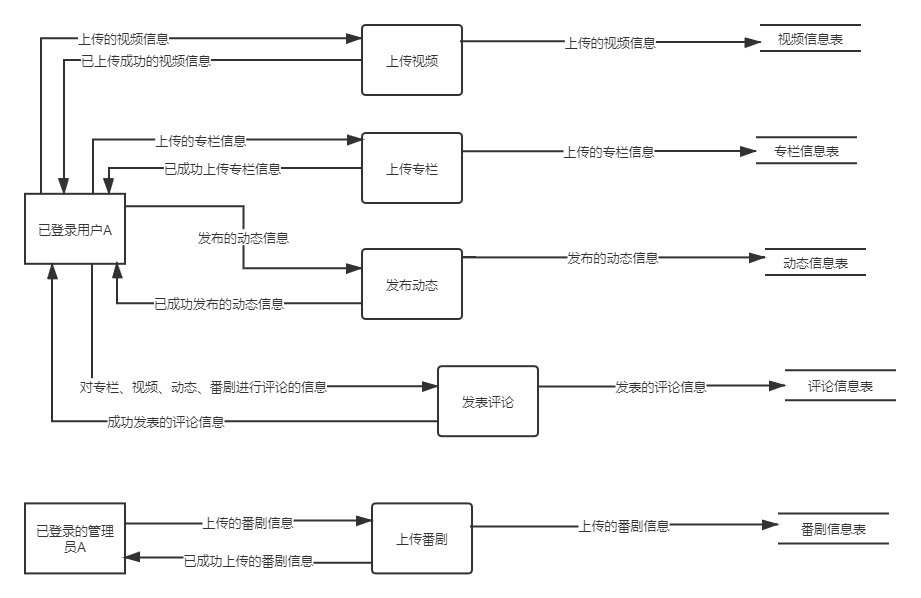 上传的视频信息
已上传成功的视频信息
上传视频
上传的视频信息
视频信息表
上传的专栏信息
已成功上传专栏信息
上传专栏
上传的专栏信息
专栏信息表
已登录用户A
发布的动态信息
已成功发布的动态信息
发布动态
发布的动态信息
动态信息表
对专栏、视频、动态、番剧进行评论的信息
成功发表的评论信息
发表评论
发表的评论信息
评论信息表
已登录的管理
员A
上传的番剧信息
已成功上传的番剧信息
上传番剧
上传的番剧信息
番剧信息表